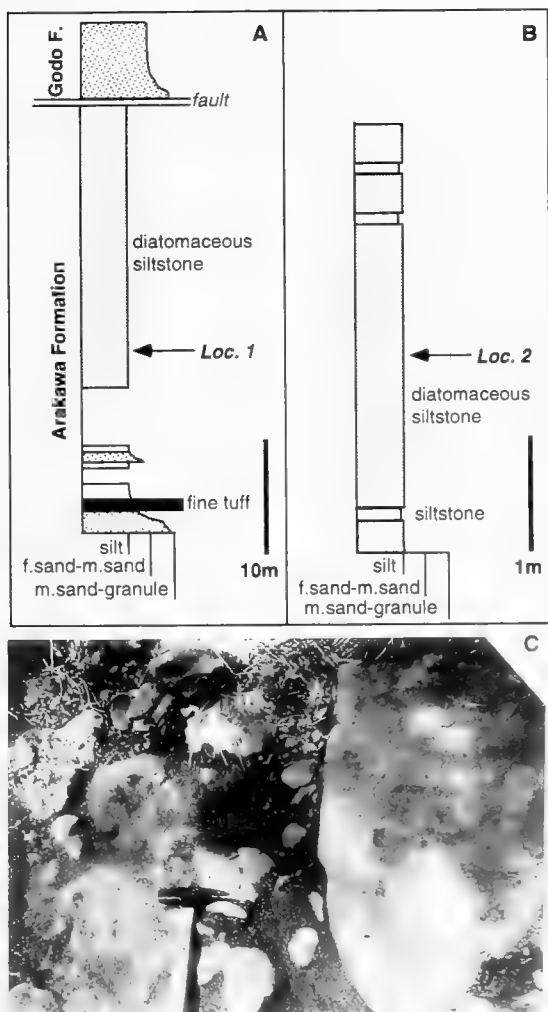 A
Godo F.
fault
Arakawa Formation
diatomaceous
siltstone
Loc. 1
fine tuff
silt
f.sand-m.sand
m.sand-granule
10m
B
Loc. 2
diatomaceous
siltstone
siltstone
silt
f.sand-m.sand
m.sand-granule
1m
C